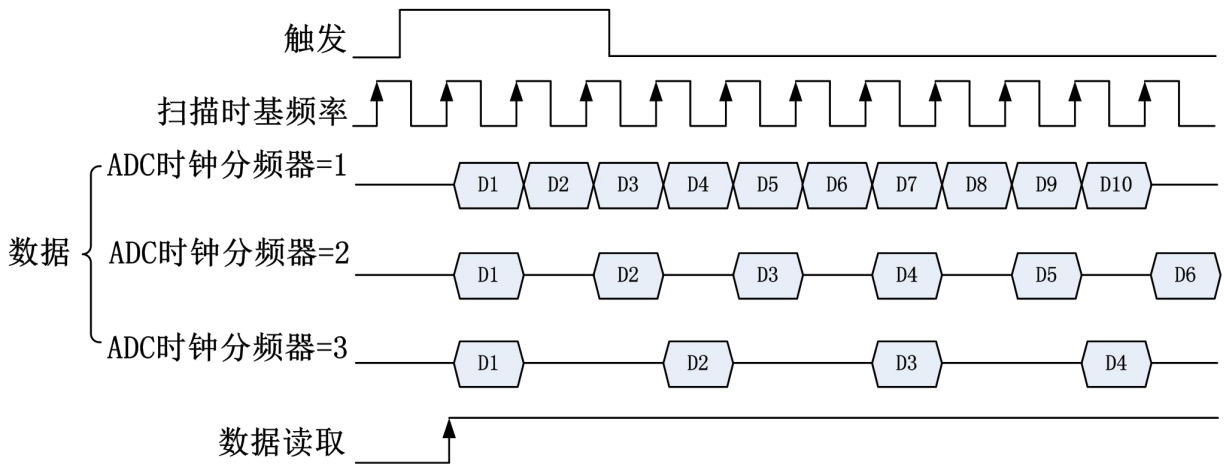 触发
扫描时基频率
ADC时钟分频器=1
D1 D2 D3 D4 D5 D6 D7 D8 D9 D10
数据
ADC时钟分频器=2
D1 D2 D3 D4 D5 D6
ADC时钟分频器=3
D1 D2 D3 D4
数据读取